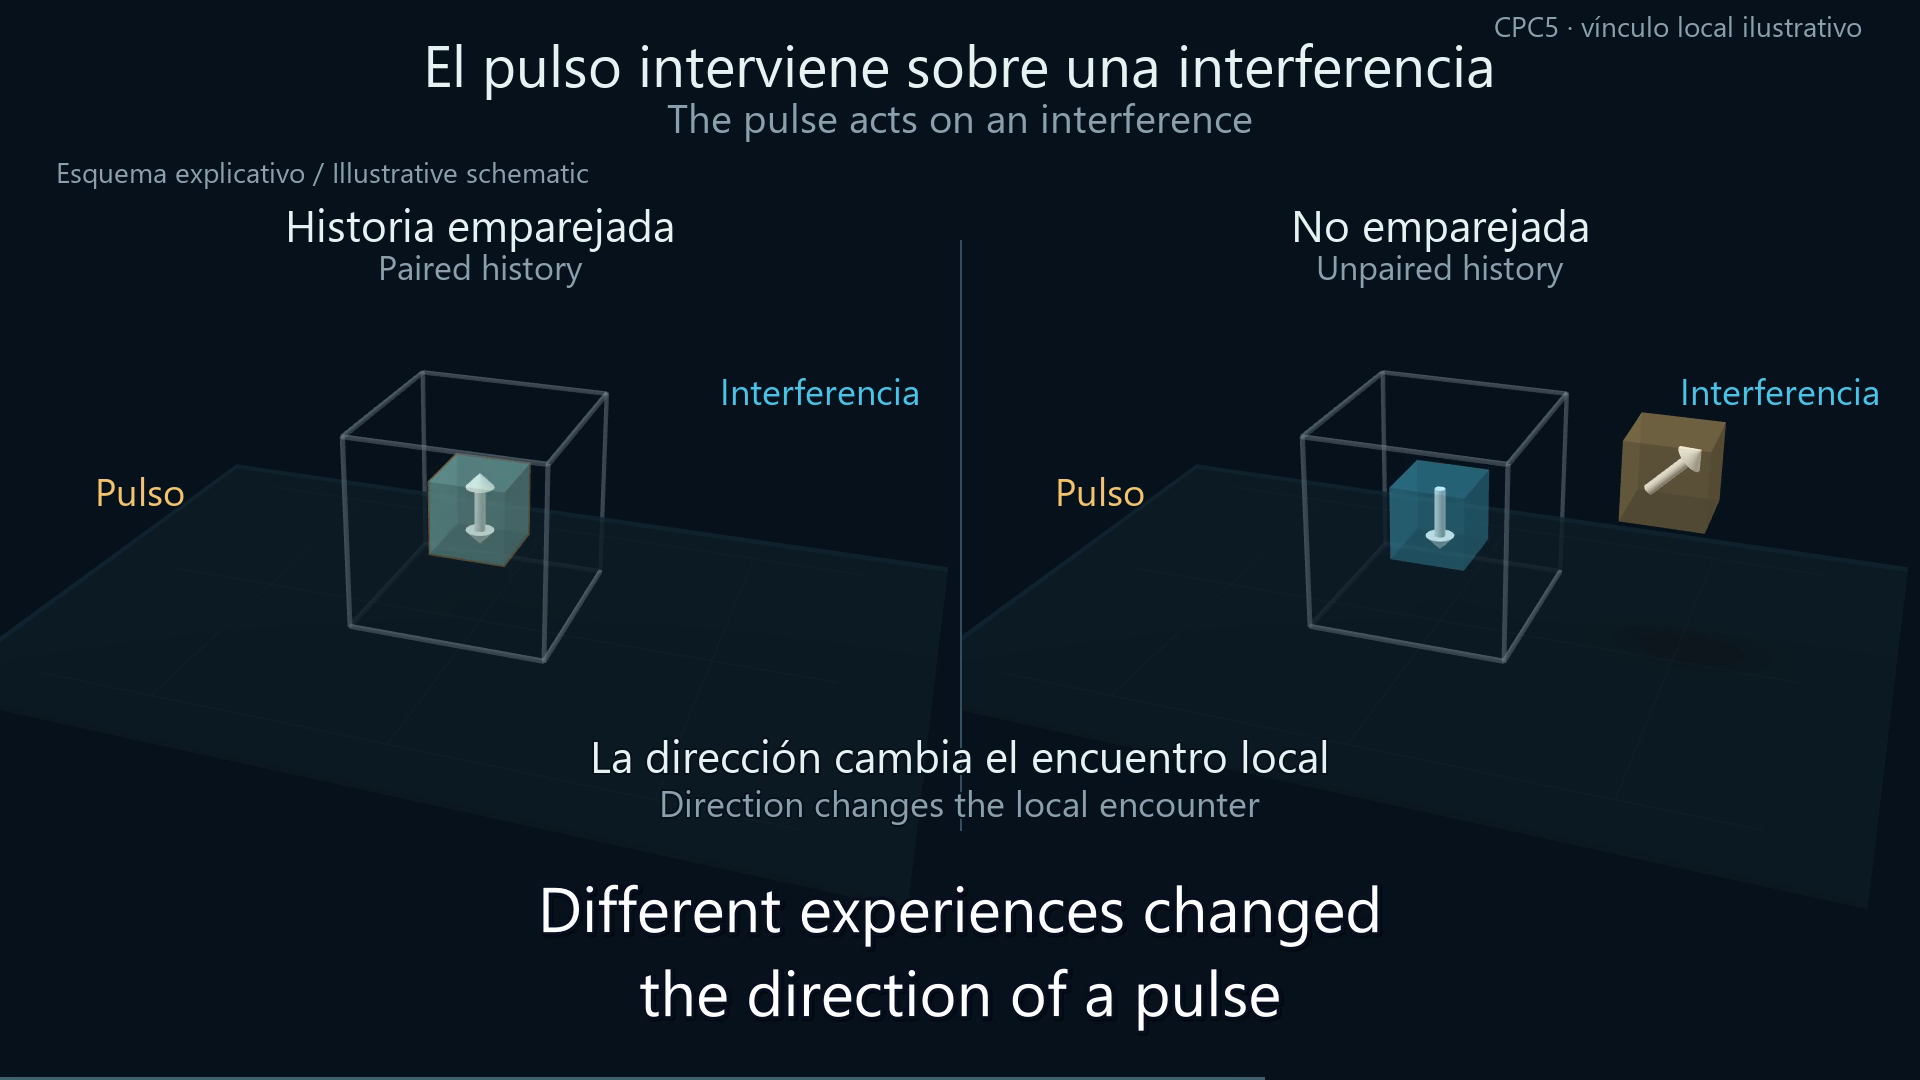 CPC5 · vínculo local ilustrativo
El pulso interviene sobre una interferencia
The pulse acts on an interference
Esquema explicativo / Illustrative schematic
Historia emparejada
Paired history
No emparejada
Unpaired history
Interferencia
Pulso
Interferencia
Pulso
La dirección cambia el encuentro local
Direction changes the local encounter
Different experiences changed
the direction of a pulse